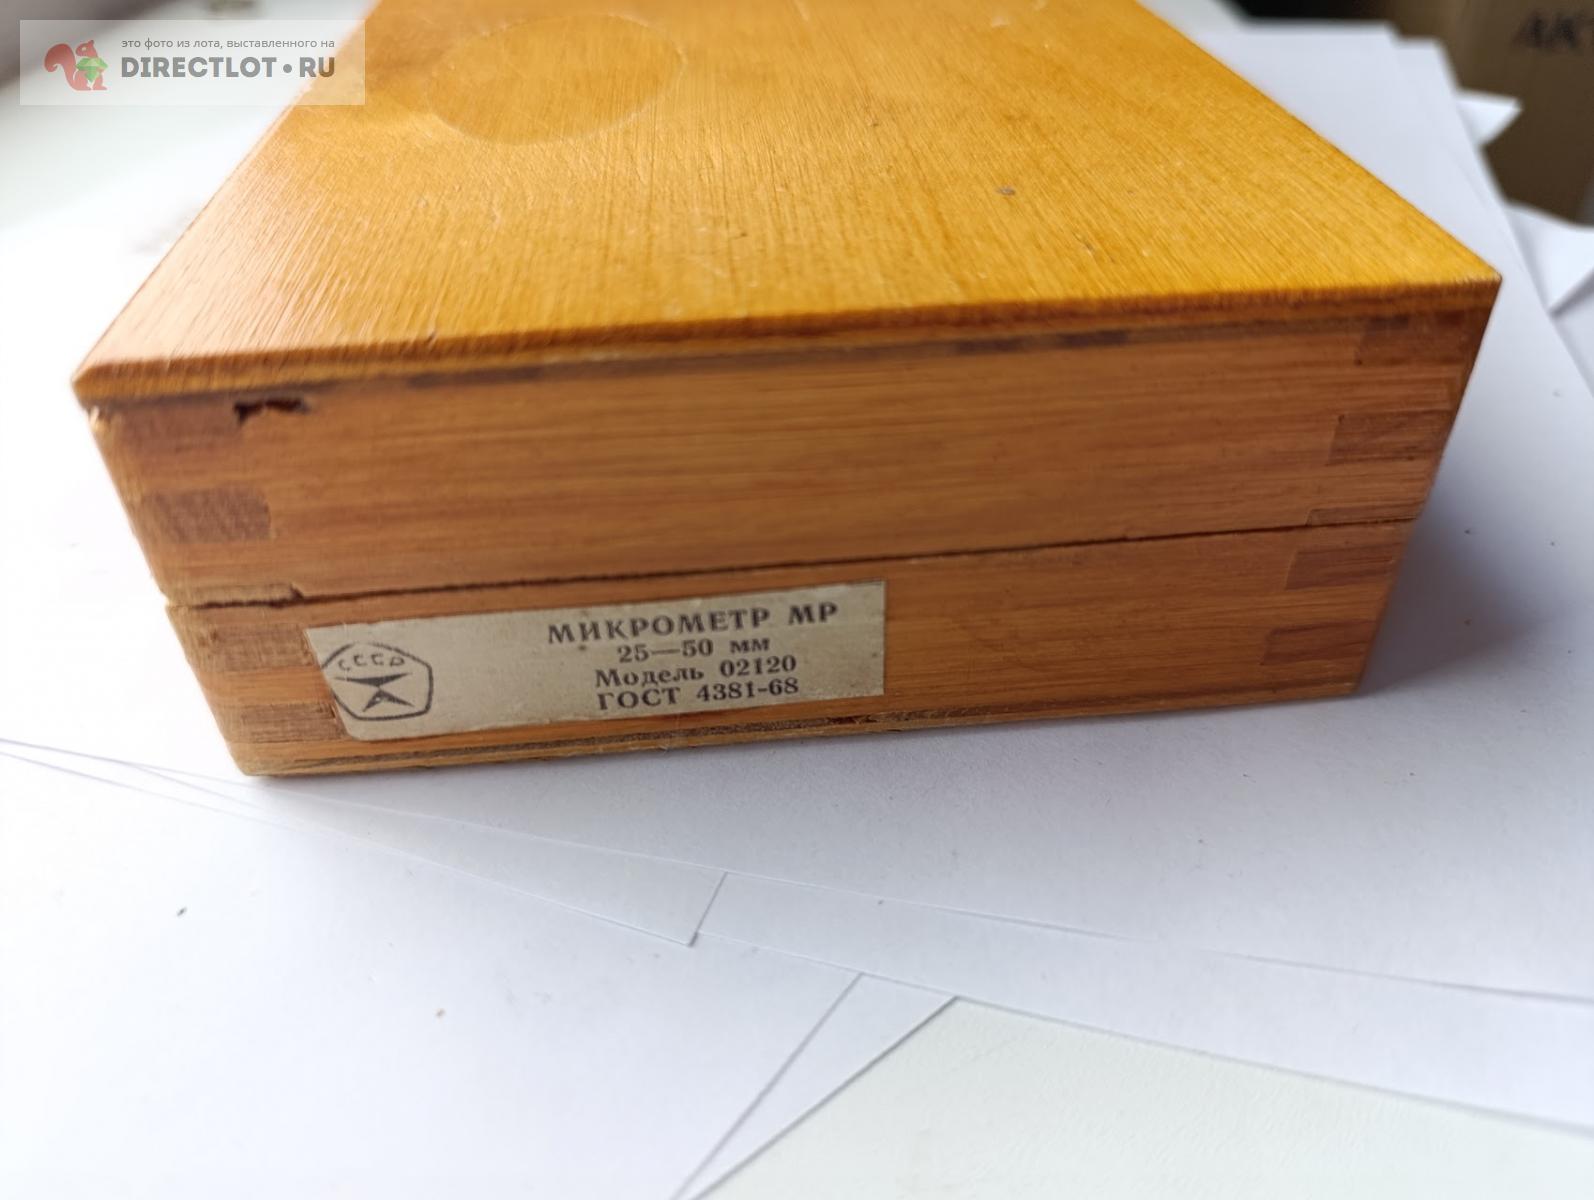 это фото из лота, выставленного на
DIRECTLOT•RU
АК
СССР
МИКРОМЕТР МР
25—50 мм
Модель 02120
ГОСТ 4381-68